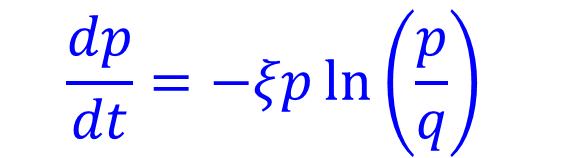 dp/dt = −ξp ln(p/q)